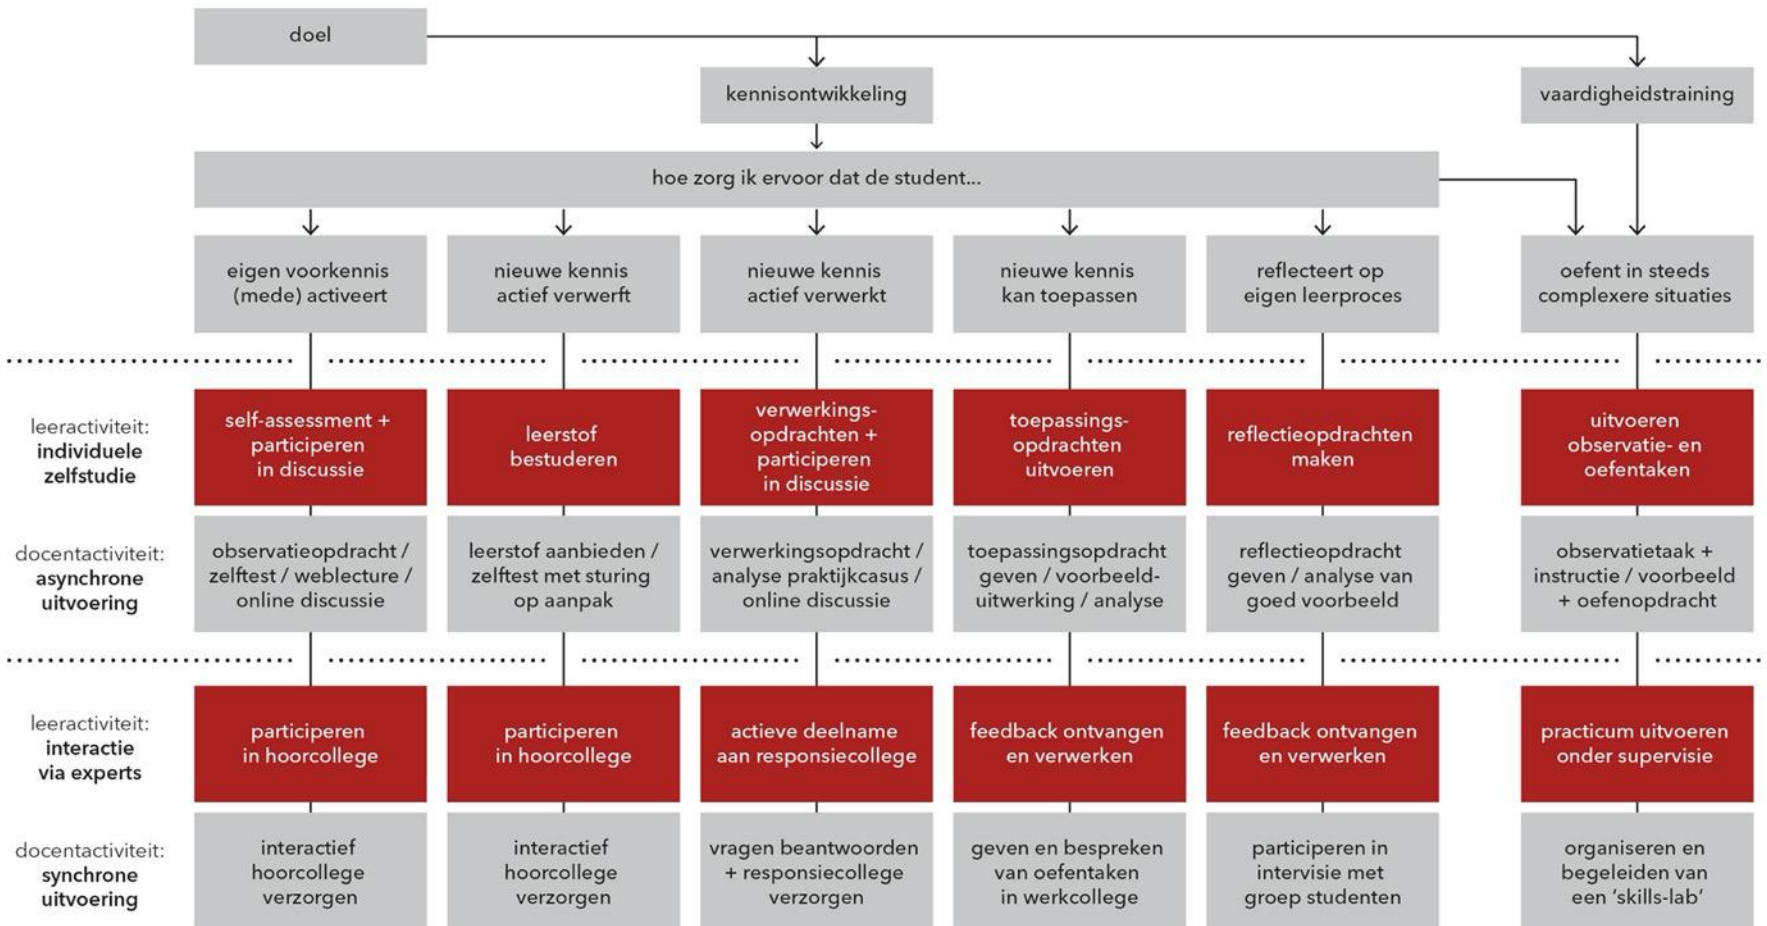 doel
kennisontwikkeling
vaardigheidstraining
hoe zorg ik ervoor dat de student...
eigen voorkennis
(mede) activeert
nieuwe kennis
actief verwerft
nieuwe kennis
actief verwerkt
nieuwe kennis
kan toepassen
reflecteert op
eigen leerproces
oefent in steeds
complexere situaties
leeractiviteit:
individuele
zelfstudie
self-assessment +
participeren
in discussie
leerstof
bestuderen
verwerkings-
opdrachten +
participeren
in discussie
toepassings-
opdrachten
uitvoeren
reflectieopdrachten
maken
uitvoeren
observatie- en
oefentaken
docentactiviteit:
asynchrone
uitvoering
observatieopdracht /
zelftest / weblecture /
online discussie
leerstof aanbieden /
zelftest met sturing
op aanpak
verwerkingsopdracht /
analyse praktijkcasus /
online discussie
toepassingsopdracht
geven / voorbeeld-
uitwerking / analyse
reflectieopdracht
geven / analyse van
goed voorbeeld
observatietaak +
instructie / voorbeeld
+ oefenopdracht
leeractiviteit:
interactie
via experts
participeren
in hoorcollege
participeren
in hoorcollege
actieve deelname
aan responsiecollege
feedback ontvangen
en verwerken
feedback ontvangen
en verwerken
practicum uitvoeren
onder supervisie
docentactiviteit:
synchrone
uitvoering
interactief
hoorcollege
verzorgen
interactief
hoorcollege
verzorgen
vragen beantwoorden
+ responsiecollege
verzorgen
geven en bespreken
van oefentaken
in werkcollege
participeren in
intervisie met
groep studenten
organiseren en
begeleiden van
een ‘skills-lab’